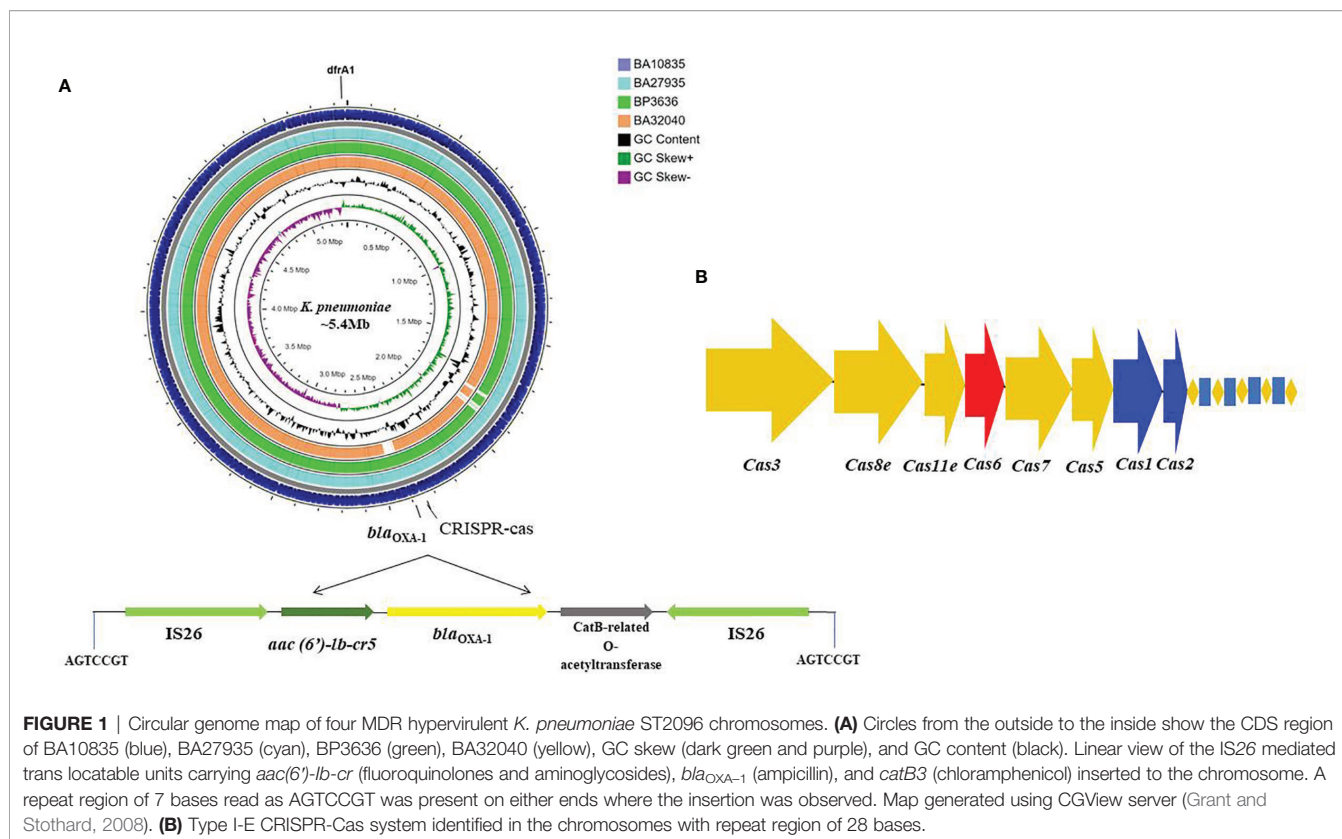 A
dfrA1
BA10835
BA27935
BP3636
BA32040
GC Content
GC Skew+
GC Skew-
5.0 Mbp
0.5 Mbp
4.5 Mbp
1.0 Mbp
4.0 Mbp
K. pneumoniae
~5.4Mb
1.5 Mbp
3.5 Mbp
2.0 Mbp
3.0 Mbp
2.5 Mbp
blaOXA-1
CRISPR-cas
B
Cas3
Cas8e
Cas11e
Cas6
Cas7
Cas5
Cas1
Cas2
IS26
aac (6')-lb-cr5
blaOXA-1
CatB-related
O-
acetyltransferase
IS26
AGTCCGT
AGTCCGT
FIGURE 1 | Circular genome map of four MDR hypervirulent K. pneumoniae ST2096 chromosomes. (A) Circles from the outside to the inside show the CDS region
of BA10835 (blue), BA27935 (cyan), BP3636 (green), BA32040 (yellow), GC skew (dark green and purple), and GC content (black). Linear view of the IS26 mediated
trans locatable units carrying aac(6')-Ib-cr (fluoroquinolones and aminoglycosides), blaOXA–1 (ampicillin), and catB3 (chloramphenicol) inserted to the chromosome. A
repeat region of 7 bases read as AGTCCGT was present on either ends where the insertion was observed. Map generated using CGView server (Grant and
Stothard, 2008). (B) Type I-E CRISPR-Cas system identified in the chromosomes with repeat region of 28 bases.